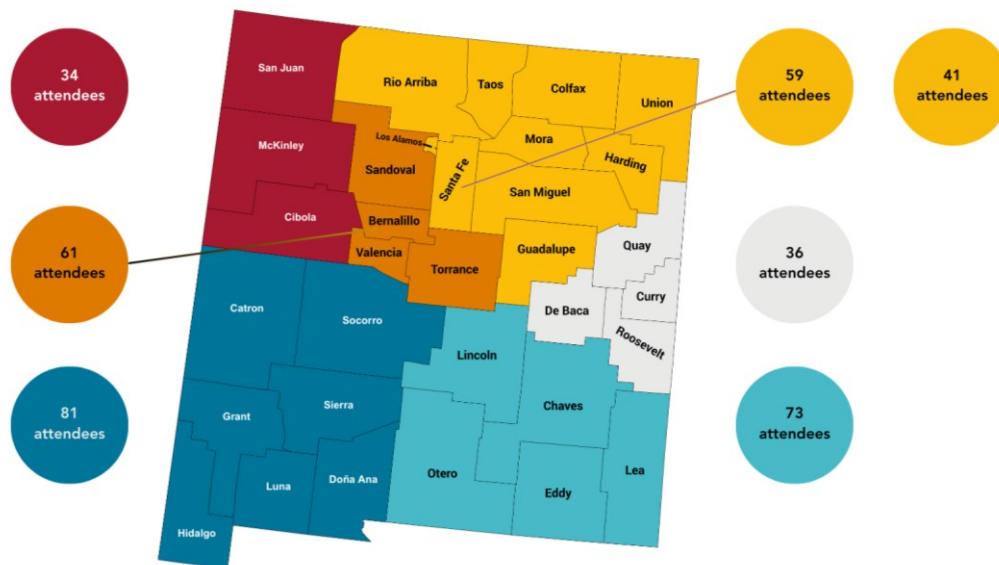 34
attendees
59
attendees
41
attendees
61
attendees
36
attendees
81
attendees
73
attendees
San Juan
Rio Arriba
Taos
Colfax
Union
McKinley
Los Alamos
Sandoval
Santa Fe
Mora
Harding
San Miguel
Cibola
Bernalillo
Valencia
Torrance
Guadalupe
Quay
Curry
De Baca
Roosevelt
Catron
Socorro
Lincoln
Chaves
Grant
Sierra
Otero
Lea
Luna
Doña Ana
Eddy
Hidalgo